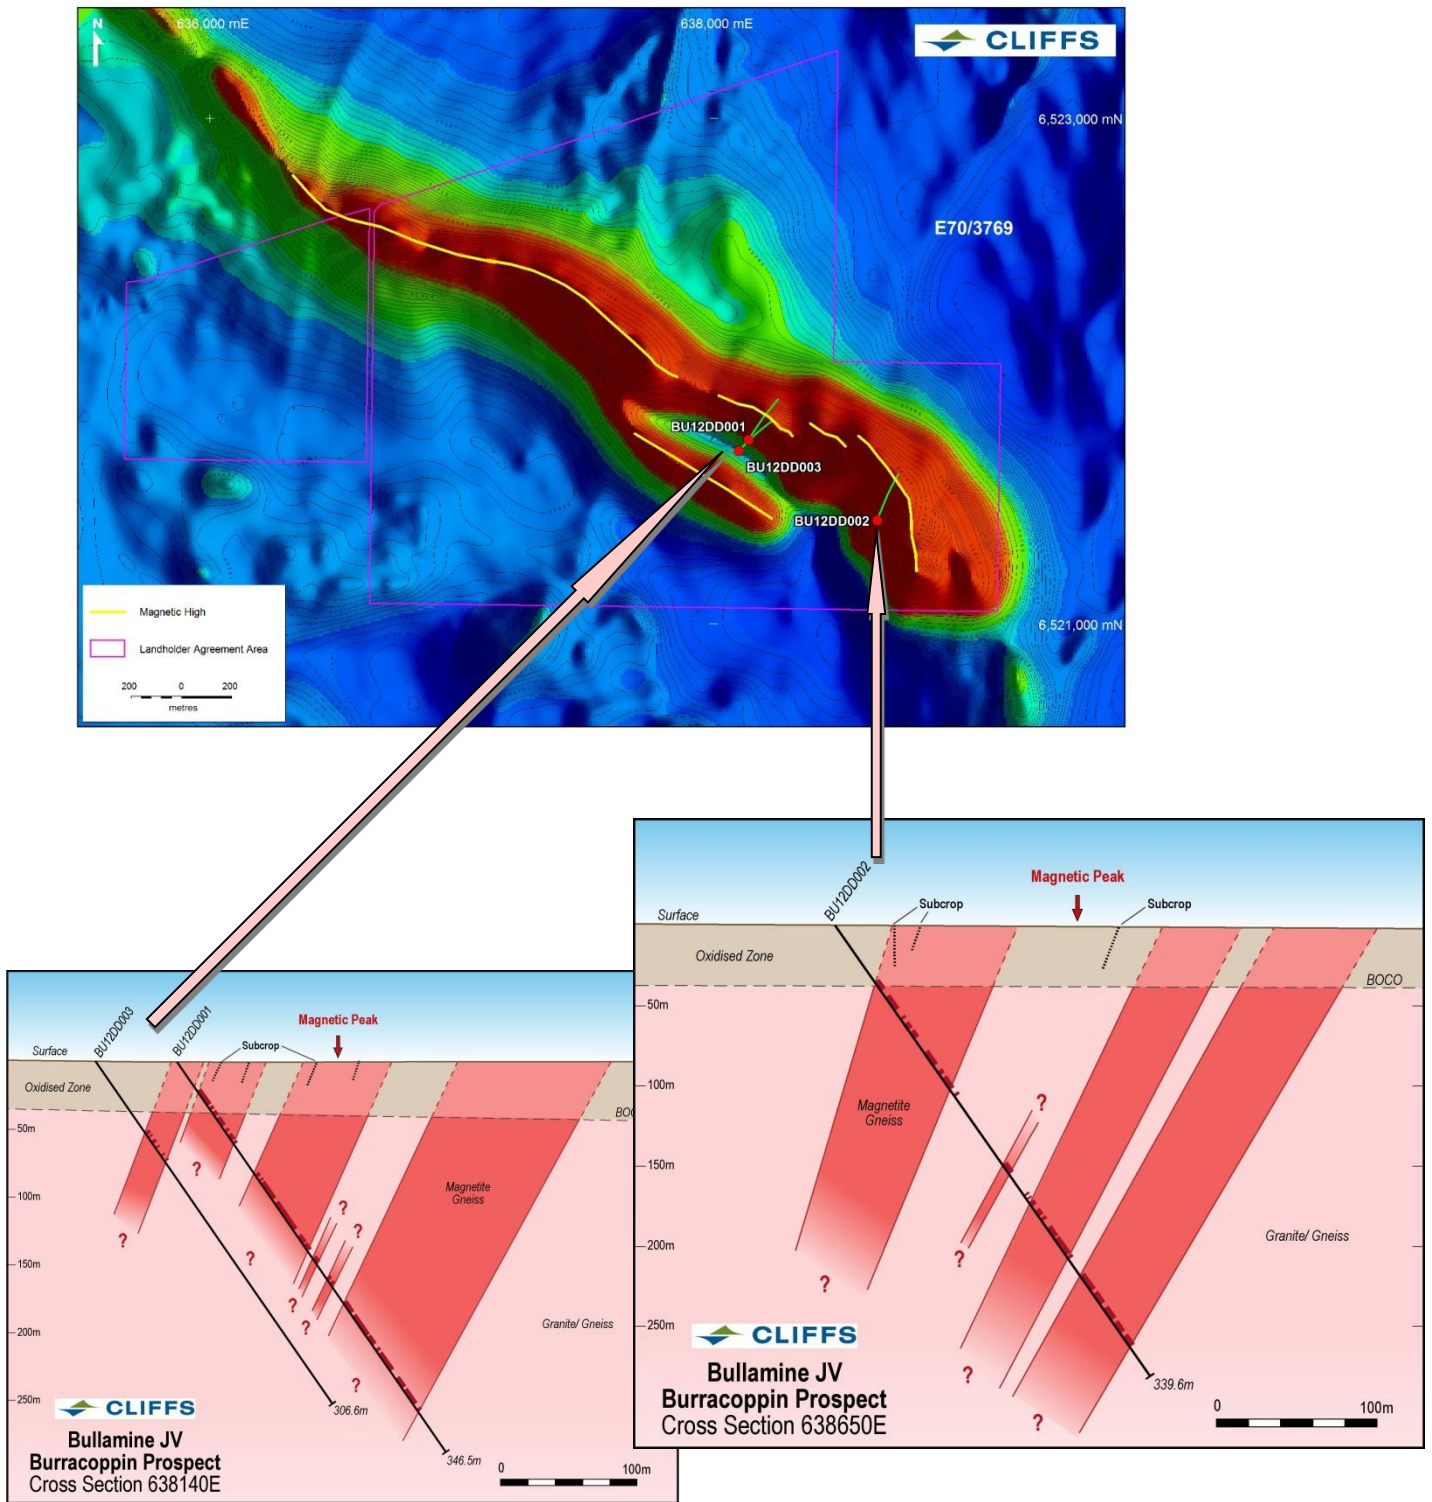 N
636,000 mE
638,000 mE
CLIFFS
6,523,000 mN
E70/3769
BU12DD001
BU12DD003
BU12DD002
6,521,000 mN
Magnetic High
Landholder Agreement Area
200 0 200
metres
BU12DD002
Magnetic Peak
Subcrop
Subcrop
Surface
Oxidised Zone
BOCO
50m
100m
Magnetite
Gneiss
?
150m
200m
?
Granite/ Gneiss
?
250m
?
?
CLIFFS
Bullamine JV
Burracoppin Prospect
Cross Section 638650E
339.6m
0 100m
BU12DD003
BU12DD001
Magnetic Peak
Subcrop
Surface
Oxidised Zone
BOC
50m
?
100m
Magnetite
Gneiss
?
?
?
?
150m
?
?
200m
Granite/ Gneiss
?
250m
306.6m
346.5m
CLIFFS
Bullamine JV
Burracoppin Prospect
Cross Section 638140E
0 100m